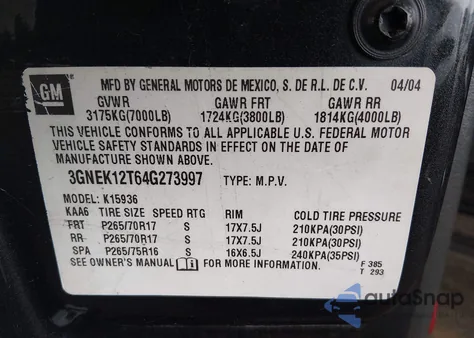 GM
MFD BY GENERAL MOTORS DE MEXICO, S. DE R.L. DE C.V. 04/04
GVWR GAWR FRT GAWR RR
3175KG(7000LB) 1724KG(3800LB) 1814KG(4000LB)
THIS VEHICLE CONFORMS TO ALL APPLICABLE U.S. FEDERAL MOTOR
VEHICLE SAFETY STANDARDS IN EFFECT ON THE DATE OF
MANUFACTURE SHOWN ABOVE.
3GNEK12T64G273997 TYPE: M.P.V.
MODEL: K15936
KAA6 TIRE SIZE SPEED RTG RIM COLD TIRE PRESSURE
FRT P265/70R17 S 17X7.5J 210KPA(30PSI)
RR P265/70R17 S 17X7.5J 210KPA(30PSI)
SPA P265/75R16 S 16X6.5J 240KPA(35PSI)
SEE OWNER'S MANUAL FOR MORE INFORMATION. F 385
T 293
autoSnap